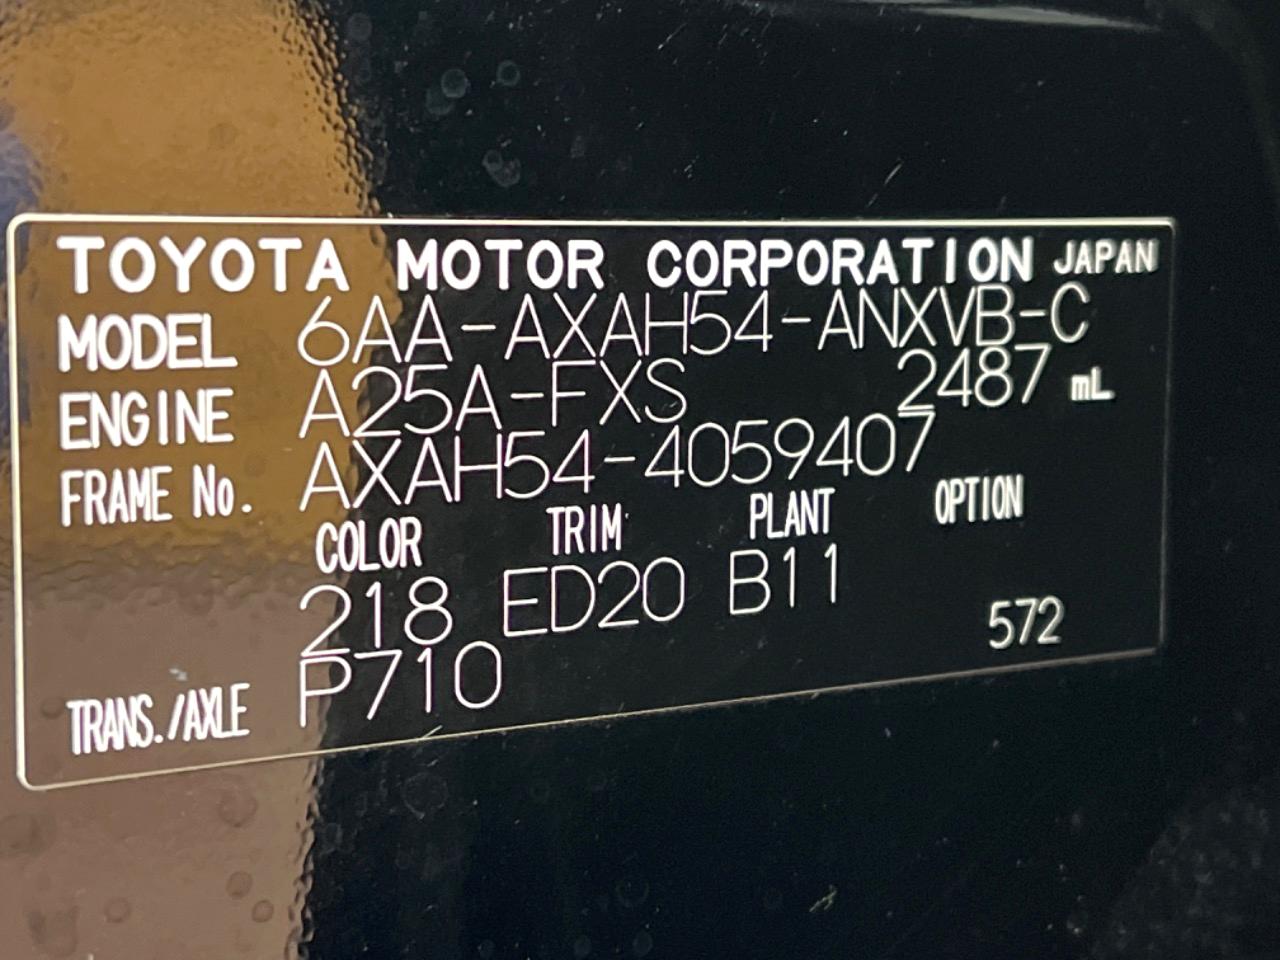 TOYOTA MOTOR CORPORATION JAPAN
MODEL 6AA-AXAH54-ANXVB-C
ENGINE A25A-FXS 2487 mL
FRAME No. AXAH54-4059407
COLOR TRIM PLANT OPTION
218 ED20 B11 572
TRANS./AXLE P710